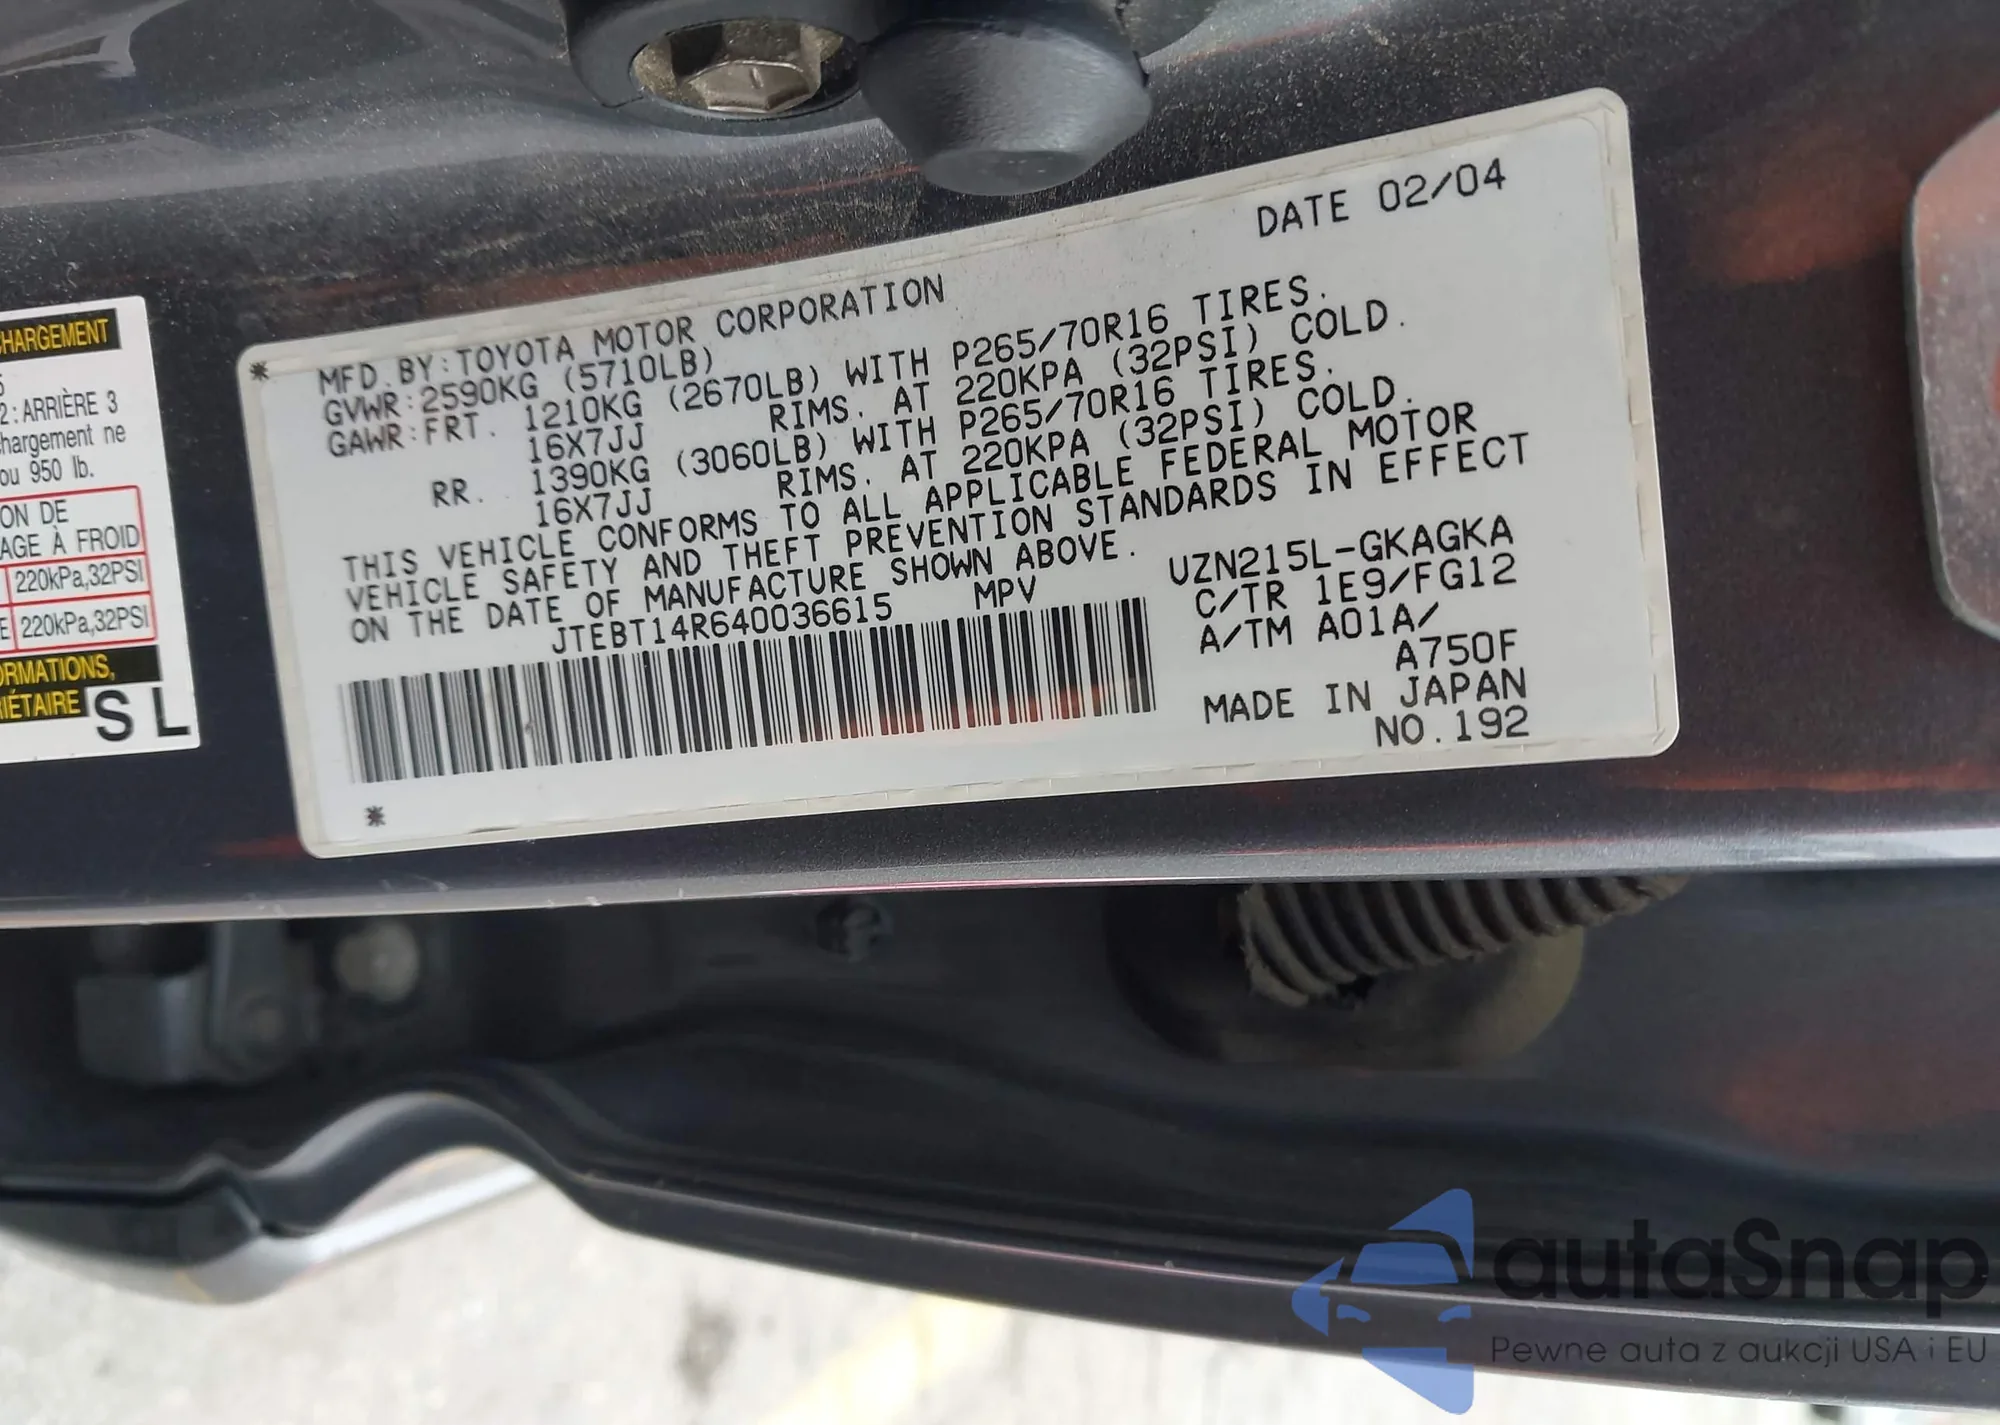 DATE 02/04
MFD.BY:TOYOTA MOTOR CORPORATION
GVWR:2590KG (5710LB)
GAWR:FRT. 1210KG (2670LB) WITH P265/70R16 TIRES.
16X7JJ RIMS. AT 220KPA (32PSI) COLD.
RR. 1390KG (3060LB) WITH P265/70R16 TIRES.
16X7JJ RIMS. AT 220KPA (32PSI) COLD.
THIS VEHICLE CONFORMS TO ALL APPLICABLE FEDERAL MOTOR
VEHICLE SAFETY AND THEFT PREVENTION STANDARDS IN EFFECT
ON THE DATE OF MANUFACTURE SHOWN ABOVE.
JTEBT14R640036615 MPV
UZN215L-GKAGKA
C/TR 1E9/FG12
A/TM A01A/
A750F
MADE IN JAPAN
NO.192
HARGEMENT
2:ARRIÈRE 3
hargement ne
ou 950 lb.
ON DE
AGE À FROID
220kPa,32PSI
E 220kPa,32PSI
ORMATIONS,
RIÉTAIRE S L
autaSnap
Pewne auta z aukcji USA i EU